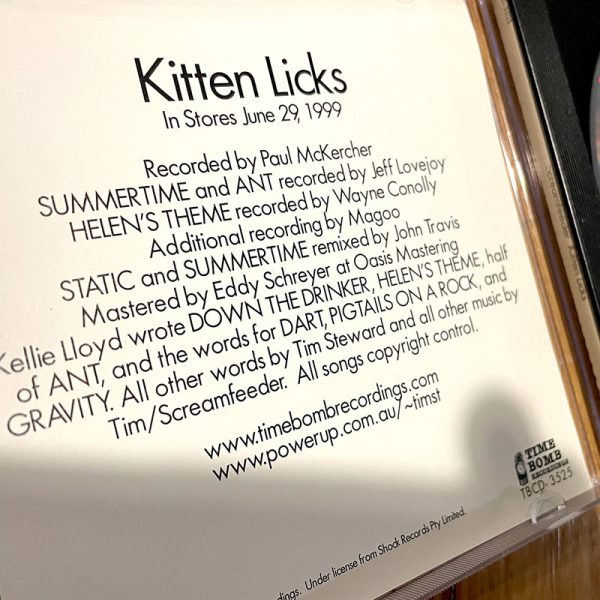 Kitten Licks
In Stores June 29, 1999
Recorded by Paul McKercher
SUMMERTIME and ANT recorded by Jeff Lovejoy
HELEN'S THEME recorded by Wayne Conolly
Additional recording by Magoo
STATIC and SUMMERTIME remixed by John Travis
Mastered by Eddy Schreyer at Oasis Mastering
Kellie Lloyd wrote DOWN THE DRINKER, HELEN'S THEME, half
of ANT, and the words for DART, PIGTAILS ON A ROCK, and
GRAVITY. All other words by Tim Steward and all other music by
Tim/Screamfeeder. All songs copyright control.
www.timebombrecordings.com
www.powerup.com.au/~timst
TIME
BOMB
RECORDINGS
TBCD-3525
dings. Under license from Shock Records Pty Limited.
Kitten Licks